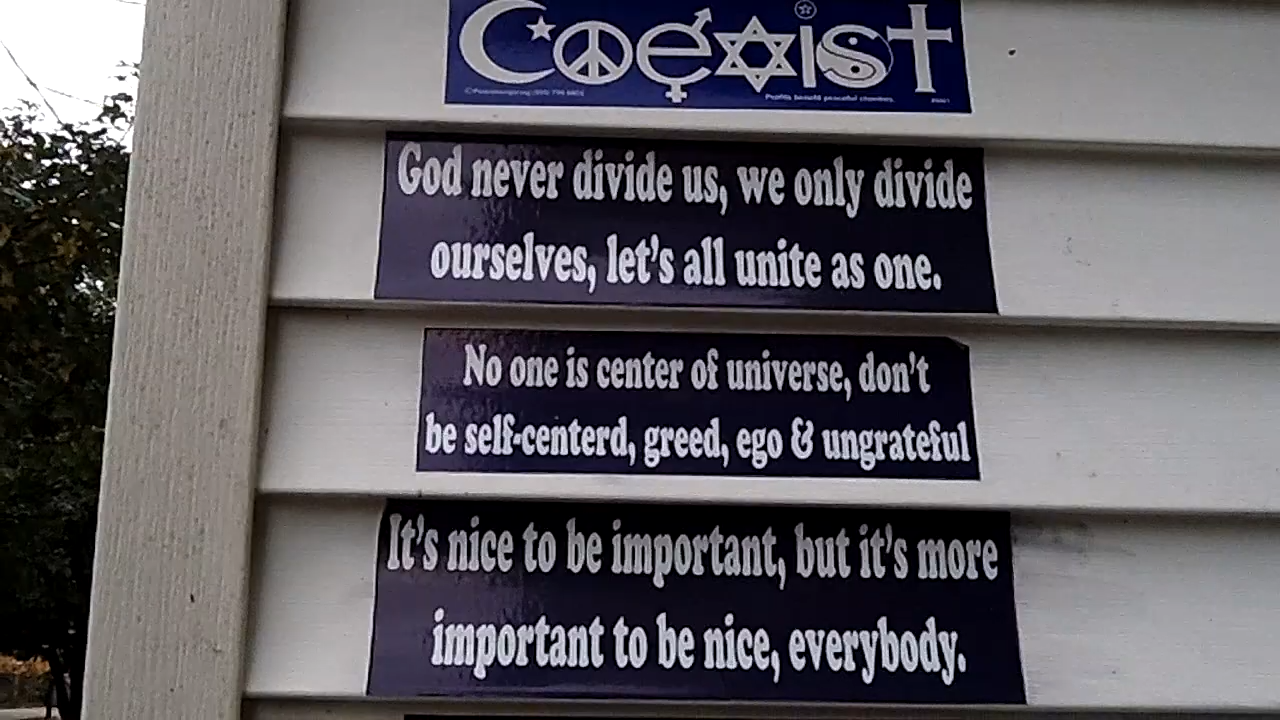 Coexist
God never divide us, we only divide
ourselves, let's all unite as one.
No one is center of universe, don't
be self-centerd, greed, ego & ungrateful
It's nice to be important, but it's more
important to be nice, everybody.